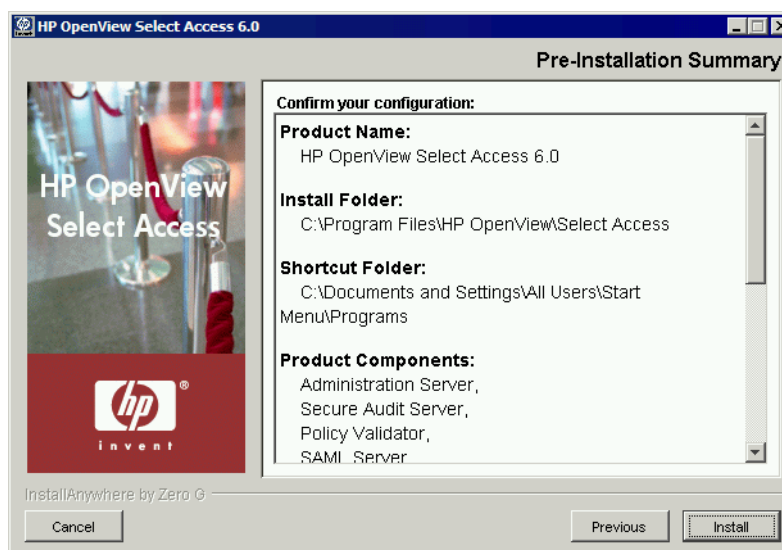 HP OpenView Select Access 6.0
Pre-Installation Summary
HP OpenView
Select Access
hp
®
invent
Confirm your configuration:
Product Name:
HP OpenView Select Access 6.0
Install Folder:
C:\Program Files\HP OpenView\Select Access
Shortcut Folder:
C:\Documents and Settings\All Users\Start
Menu\Programs
Product Components:
Administration Server,
Secure Audit Server,
Policy Validator,
SAML Server
InstallAnywhere by Zero G
Cancel
Previous
Install